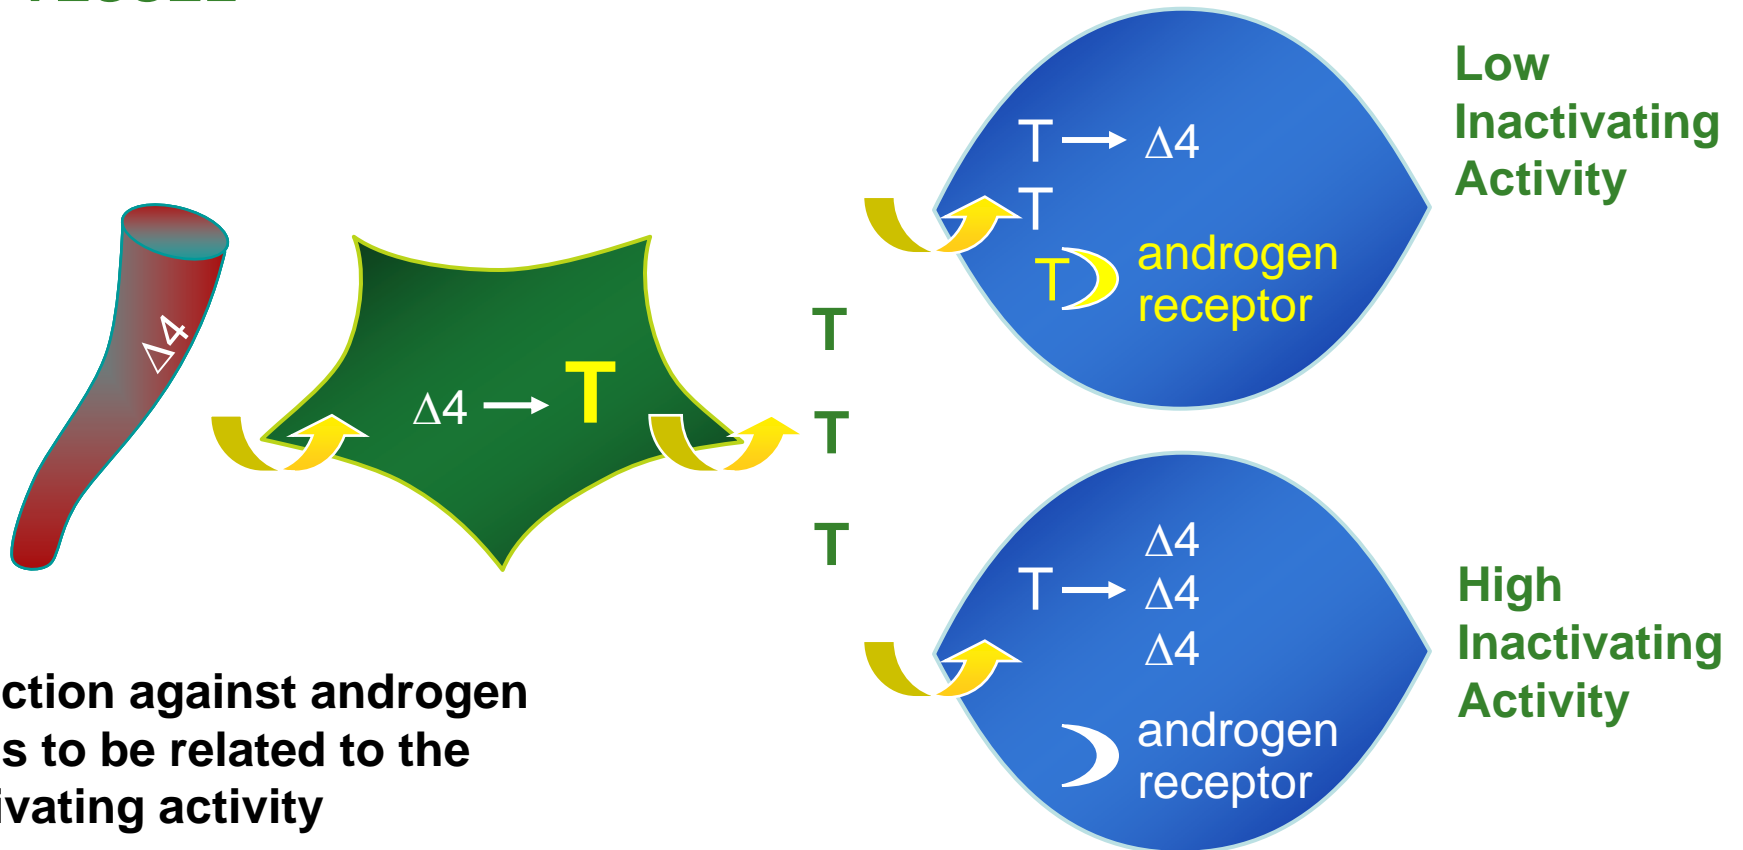 Low
Inactivating
Activity
T → Δ4
T
T androgen
receptor
Δ4
Δ4 → T
T
T
T
Δ4
T → Δ4
Δ4
androgen
receptor
High
Inactivating
Activity
ction against androgen
s to be related to the
ivating activity